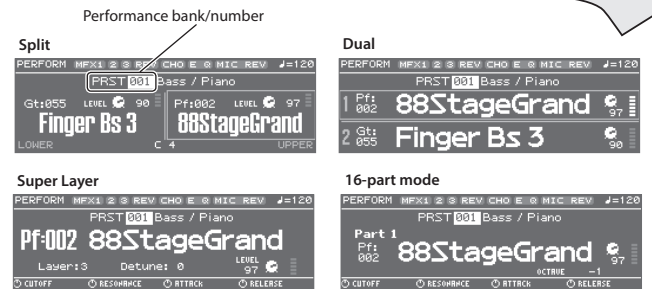 Performance bank/number
Split
PERFORM MFX1 2 3 REV CHO E Q MIC REV ♩=120
PRST 001 Bass / Piano
Gt:055 LEVEL 90
Finger Bs 3
Pf:002 LEVEL 97
88StageGrand
LOWER C 4 UPPER
Dual
PERFORM MFX1 2 3 REV CHO E Q MIC REV ♩=120
PRST 001 Bass / Piano
1 Pf: 002 88StageGrand 97
2 Gt: 055 Finger Bs 3 90
Super Layer
PERFORM MFX1 2 3 REV CHO E Q MIC REV ♩=120
PRST 001 Bass / Piano
Pf:002 88StageGrand
Layer:3 Detune: 0 LEVEL 97
CUTOFF RESONANCE ATTACK RELEASE
16-part mode
PERFORM MFX1 2 3 REV CHO E Q MIC REV ♩=120
PRST 001 Bass / Piano
Part 1
Pf: 002 88StageGrand 97
OCTAVE -1
CUTOFF RESONANCE ATTACK RELEASE